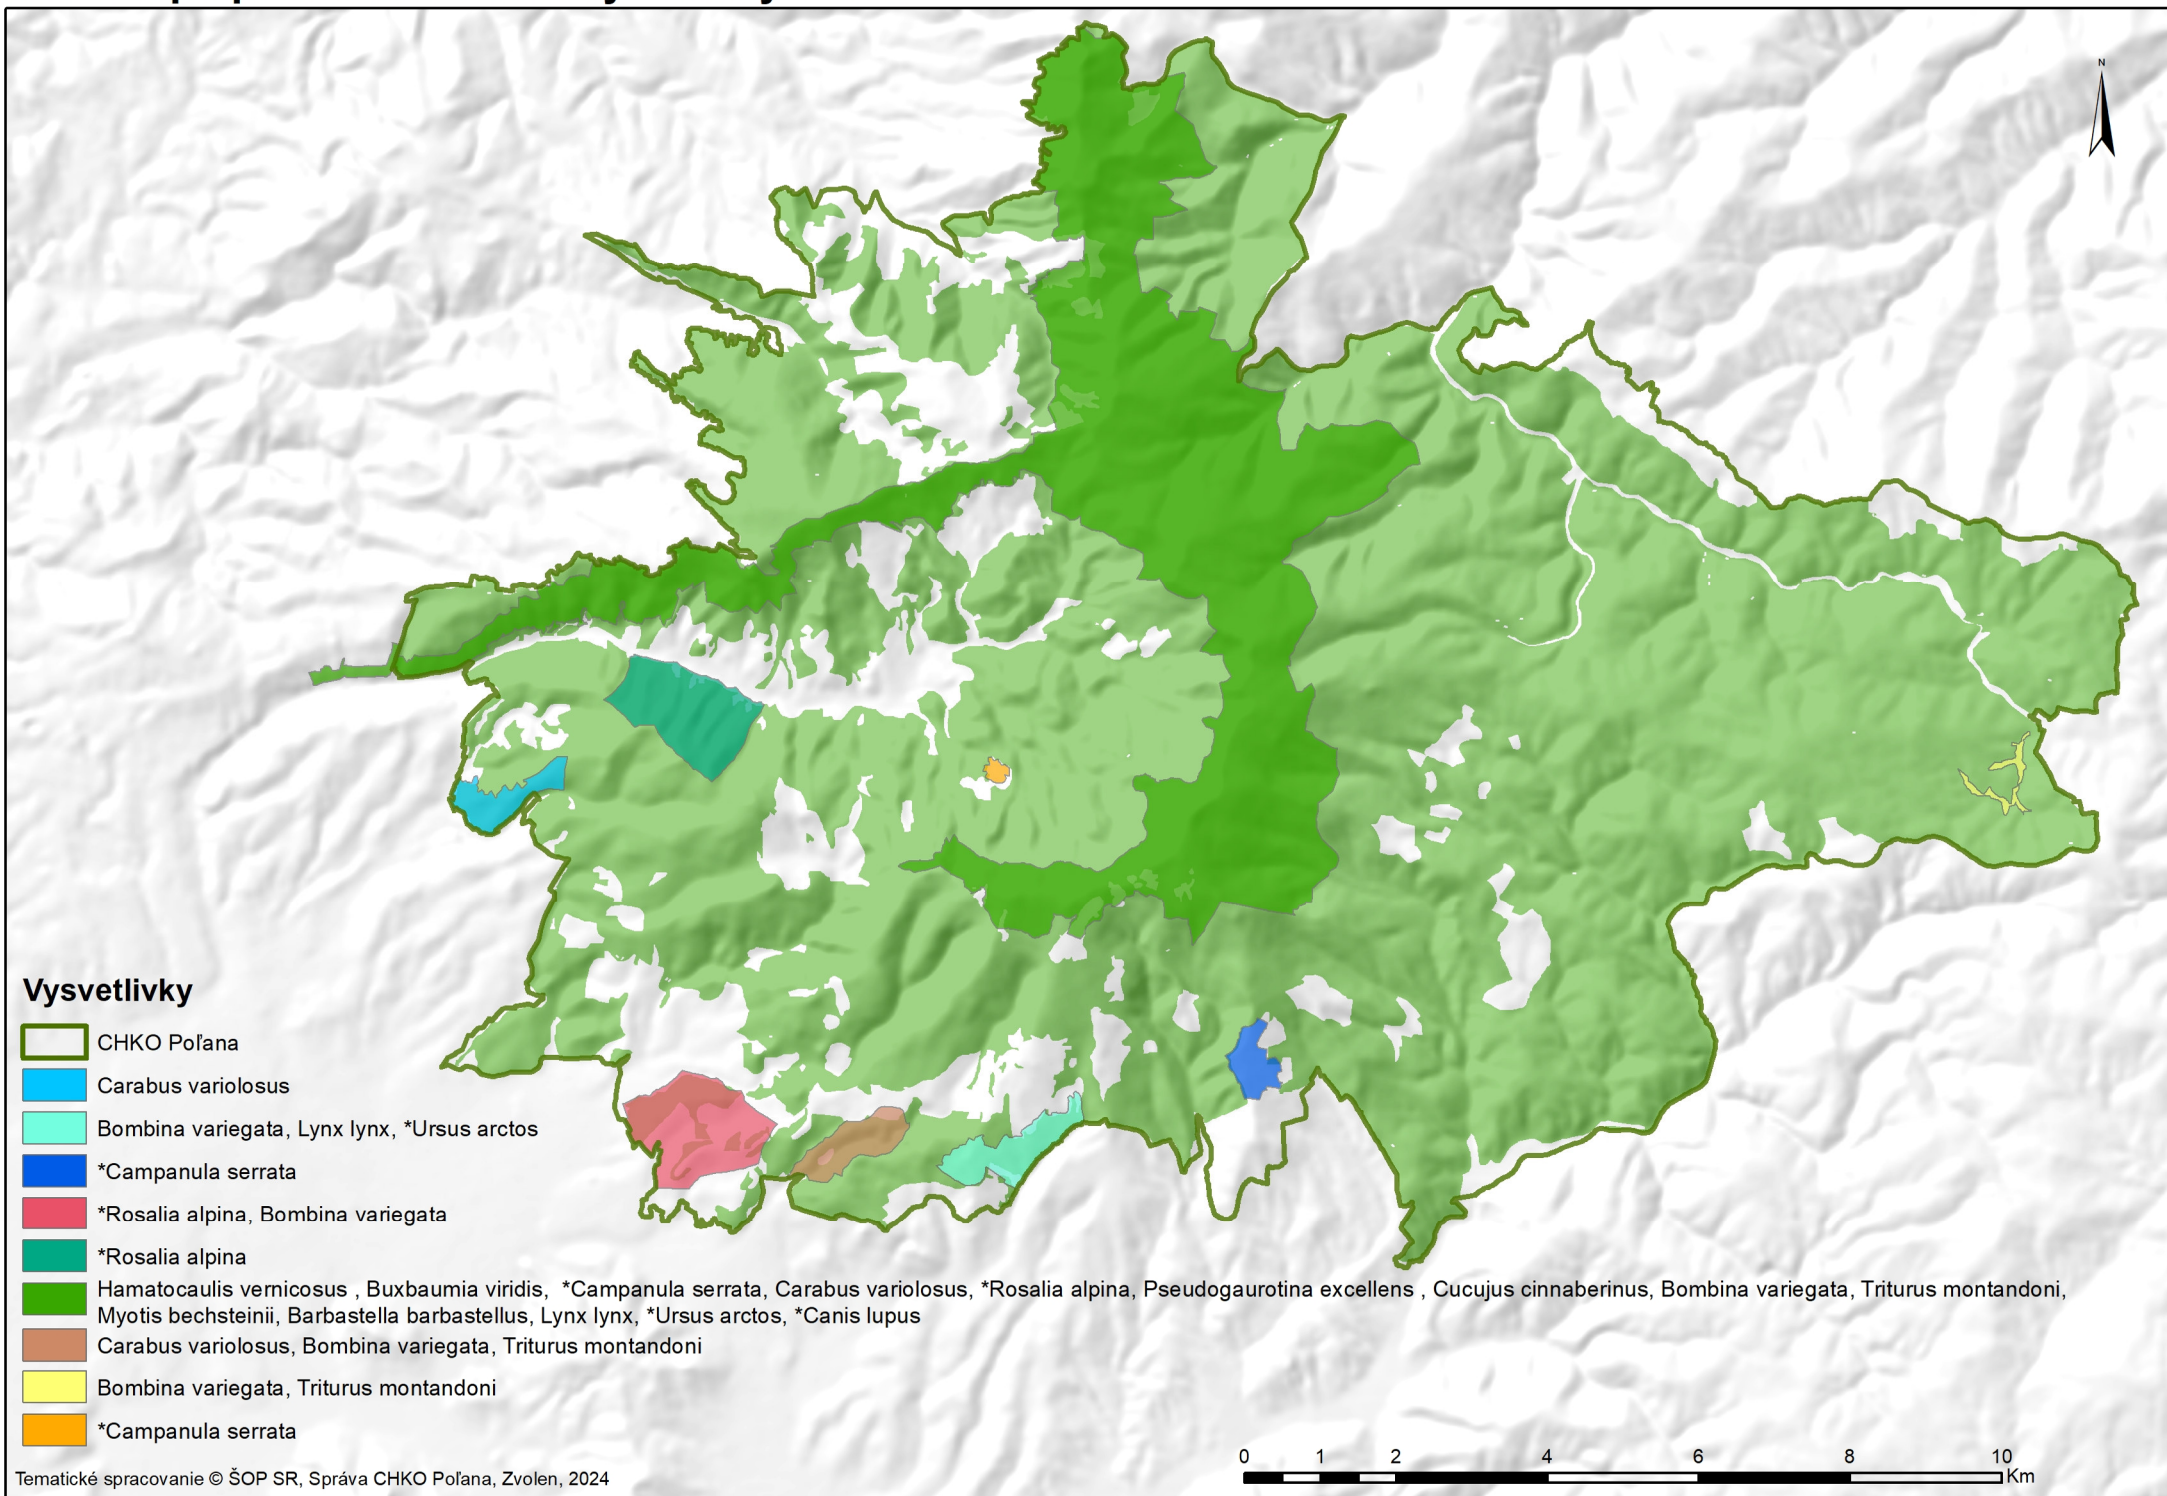 N
Vysvetlivky
CHKO Poľana
Carabus variolosus
Bombina variegata, Lynx lynx, *Ursus arctos
*Campanula serrata
*Rosalia alpina, Bombina variegata
*Rosalia alpina
Hamatocaulis vernicosus , Buxbaumia viridis, *Campanula serrata, Carabus variolosus, *Rosalia alpina, Pseudogaurotina excellens , Cucujus cinnaberinus, Bombina variegata, Triturus montandoni,
Myotis bechsteinii, Barbastella barbastellus, Lynx lynx, *Ursus arctos, *Canis lupus
Carabus variolosus, Bombina variegata, Triturus montandoni
Bombina variegata, Triturus montandoni
*Campanula serrata
0 1 2 4 6 8 10
Km
Tematické spracovanie © ŠOP SR, Správa CHKO Poľana, Zvolen, 2024